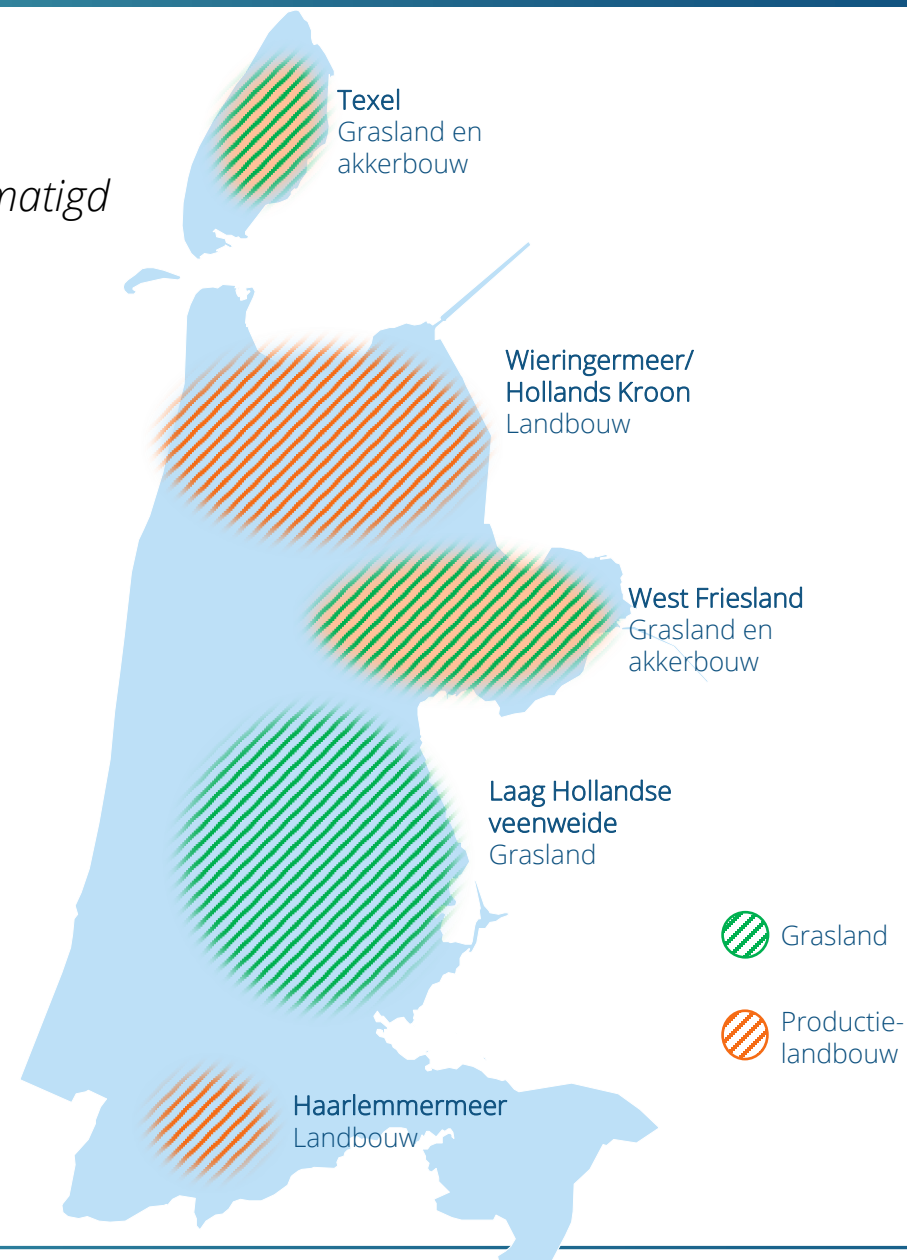 Texel
Grasland en
akkerbouw
matigd
Wieringermeer/
Hollands Kroon
Landbouw
West Friesland
Grasland en
akkerbouw
Laag Hollandse
veenweide
Grasland
Grasland
Productie-
landbouw
Haarlemmermeer
Landbouw